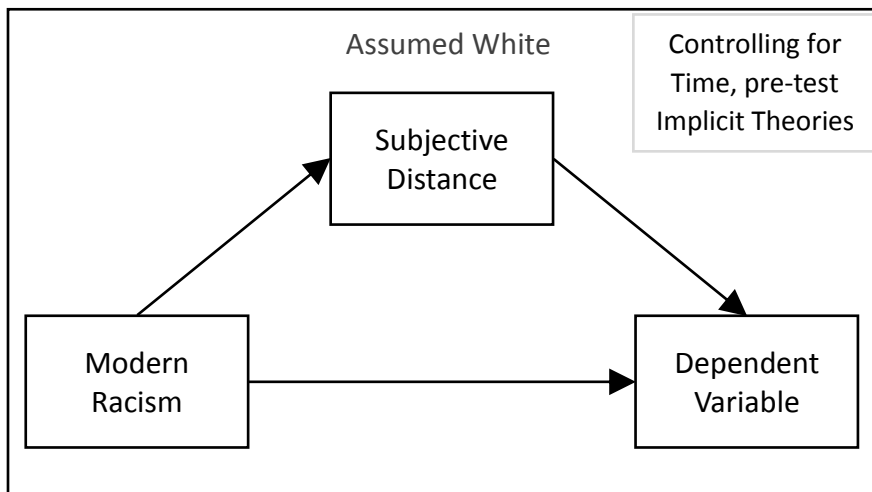 Assumed White
Controlling for
Time, pre-test
Implicit Theories
Subjective
Distance
Modern
Racism
Dependent
Variable